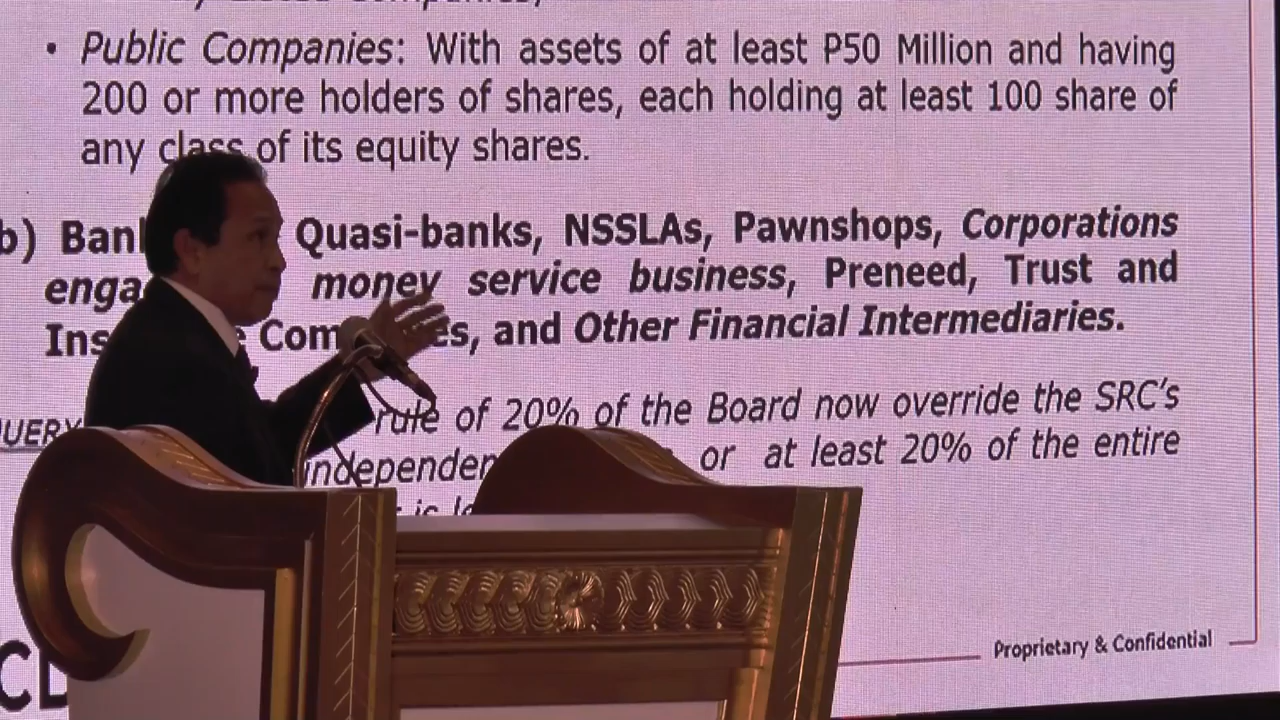 • Public Companies: With assets of at least ₱50 Million and having
200 or more holders of shares, each holding at least 100 share of
any class of its equity shares.
b) Quasi-banks, NSSLAs, Pawnshops, Corporations
money service business, Preneed, Trust and
and Other Financial Intermediaries.
rule of 20% of the Board now override the SRC's
or at least 20% of the entire
is
Proprietary & Confidential